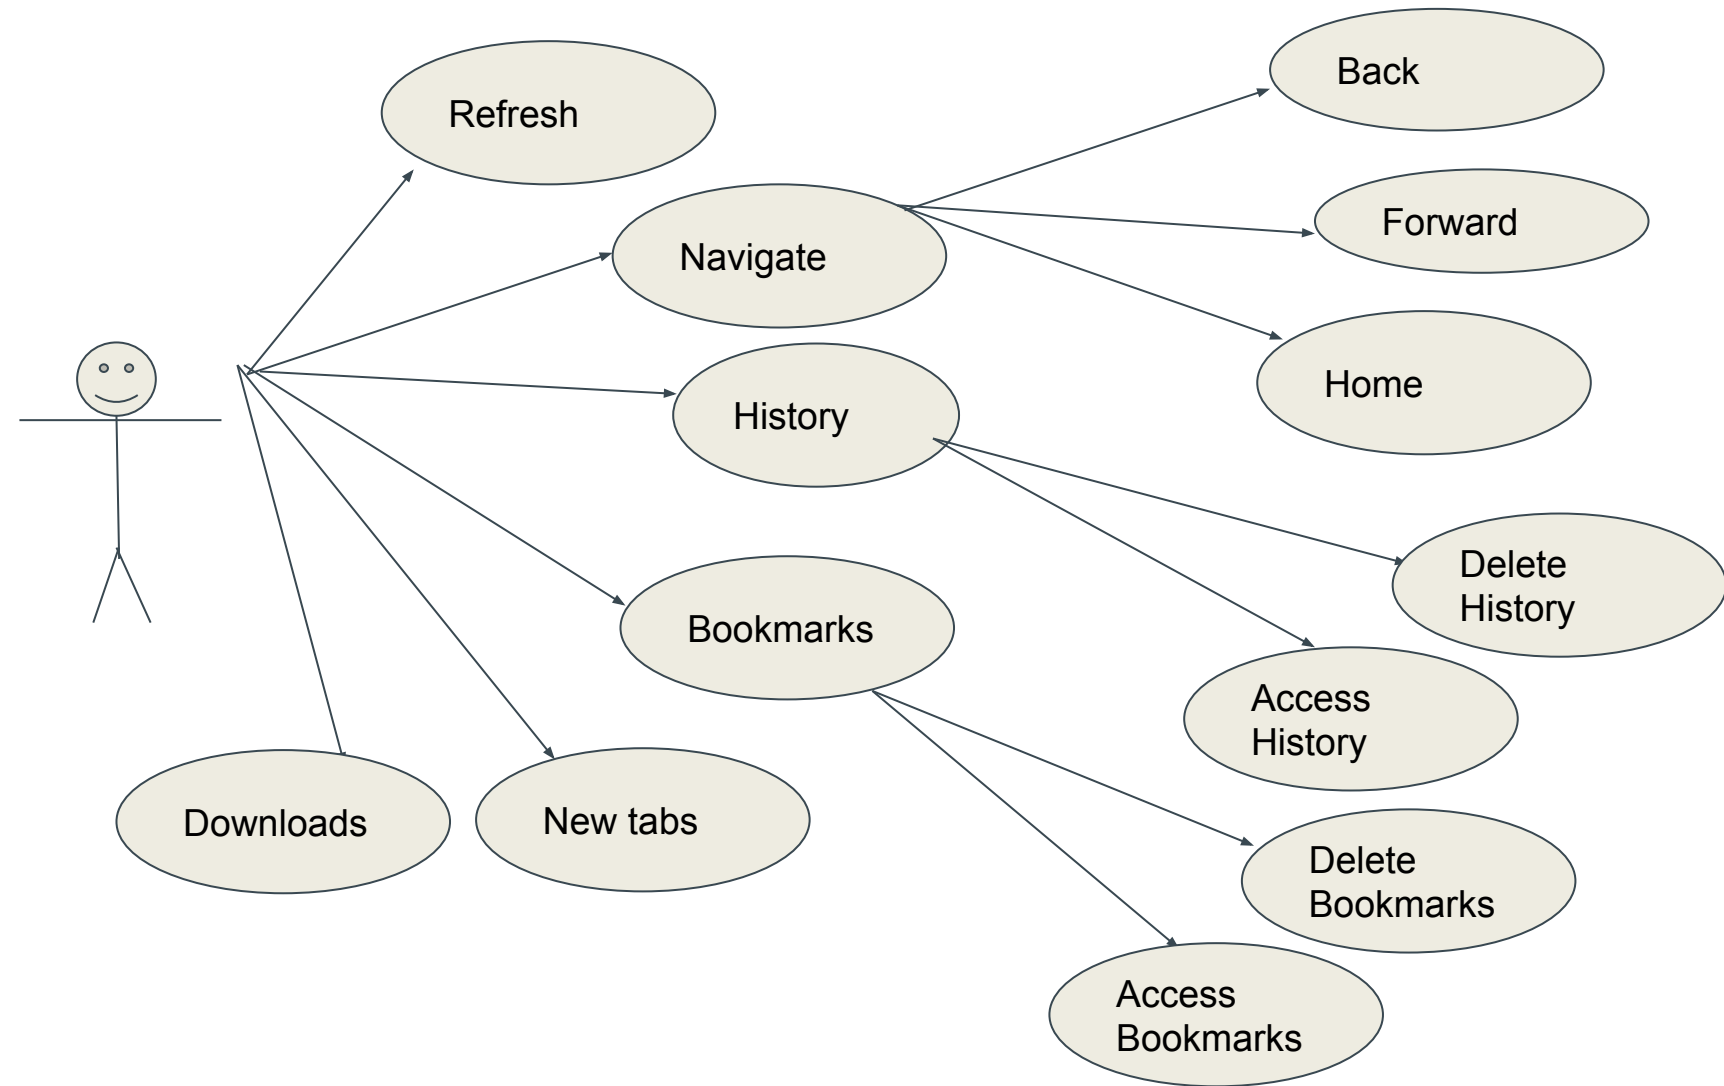 Back
Refresh
Forward
Navigate
Home
History
Delete
History
Bookmarks
Access
History
Downloads
New tabs
Delete
Bookmarks
Access
Bookmarks